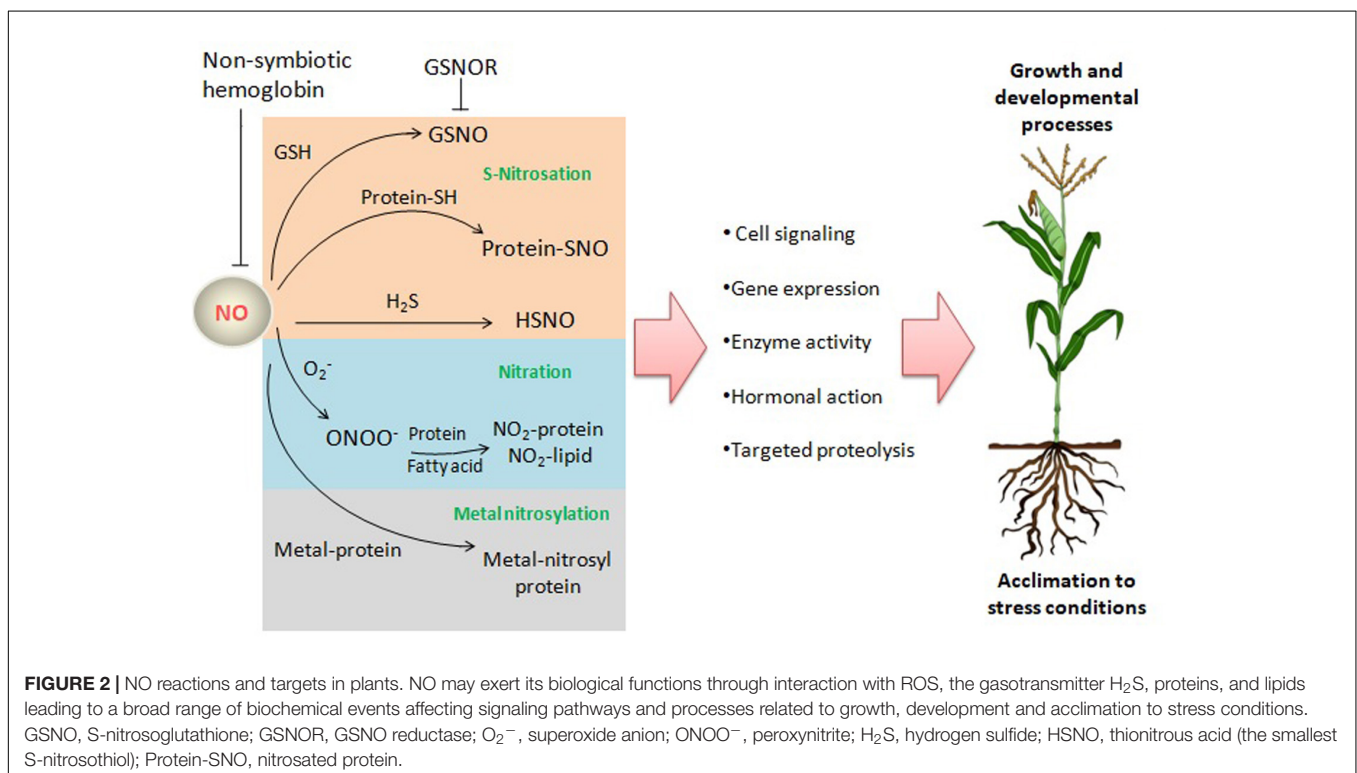 Non-symbiotic
hemoglobin
GSNOR
GSH
GSNO
S-Nitrosation
Protein-SH
Protein-SNO
NO
H₂S
HSNO
O₂⁻
Nitration
ONOO⁻
Protein
Fatty acid
NO₂-protein
NO₂-lipid
Metal nitrosylation
Metal-protein
Metal-nitrosyl
protein
• Cell signaling
•Gene expression
•Enzyme activity
•Hormonal action
•Targeted proteolysis
Growth and
developmental
processes
Acclimation to
stress conditions
FIGURE 2 | NO reactions and targets in plants. NO may exert its biological functions through interaction with ROS, the gasotransmitter H₂S, proteins, and lipids
leading to a broad range of biochemical events affecting signaling pathways and processes related to growth, development and acclimation to stress conditions.
GSNO, S-nitrosoglutathione; GSNOR, GSNO reductase; O₂⁻, superoxide anion; ONOO⁻, peroxynitrite; H₂S, hydrogen sulfide; HSNO, thionitrous acid (the smallest
S-nitrosothiol); Protein-SNO, nitrosated protein.